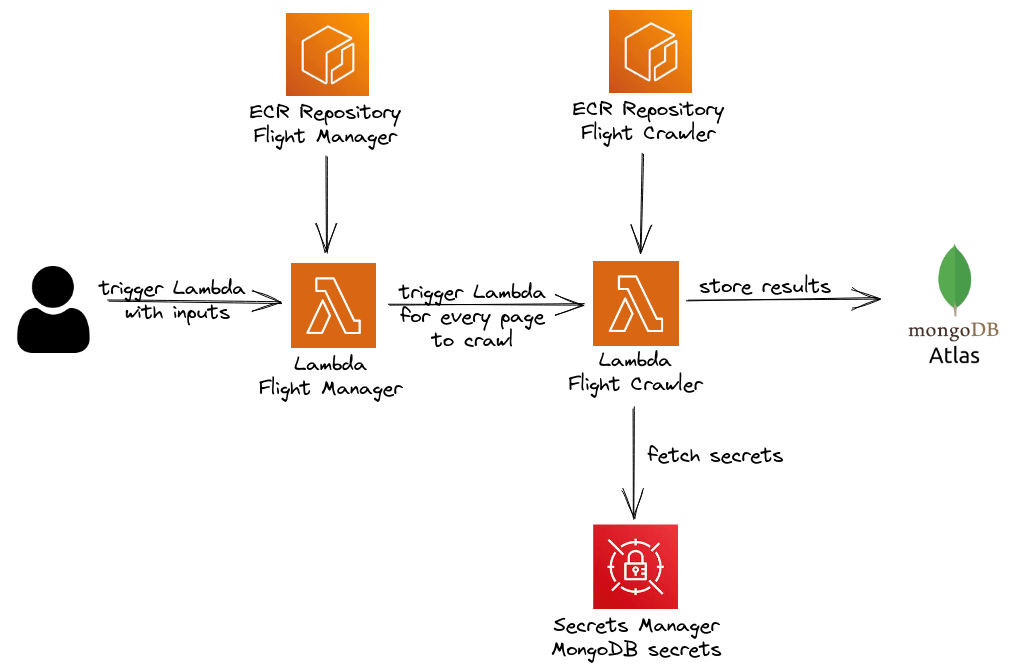 ECR Repository
Flight Manager
ECR Repository
Flight Crawler
trigger Lambda
with inputs
Lambda
Flight Manager
trigger Lambda
for every page
to crawl
Lambda
Flight Crawler
store results
mongoDB
Atlas
fetch secrets
Secrets Manager
MongoDB secrets